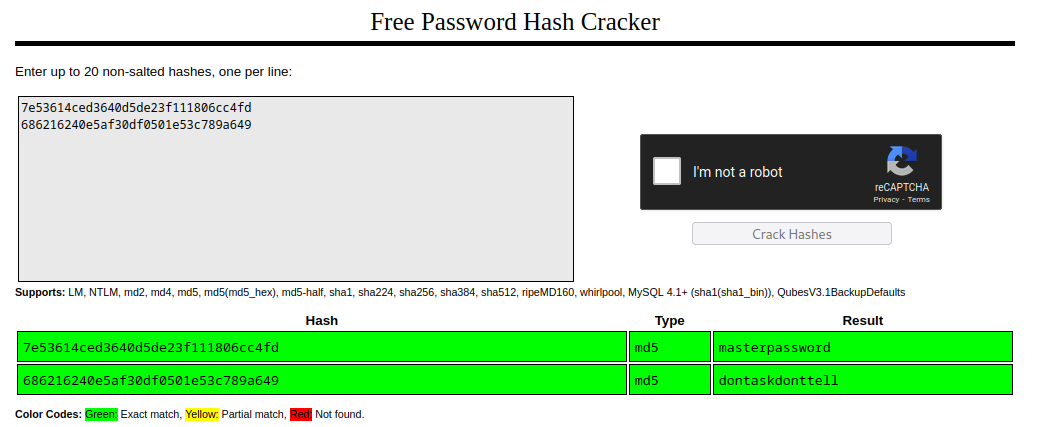 Free Password Hash Cracker
Enter up to 20 non-salted hashes, one per line:
7e53614ced3640d5de23f111806cc4fd
686216240e5af30df0501e53c789a649
I'm not a robot
reCAPTCHA
Privacy - Terms
Crack Hashes
Supports: LM, NTLM, md2, md4, md5, md5(md5_hex), md5-half, sha1, sha224, sha256, sha384, sha512, ripeMD160, whirlpool, MySQL 4.1+ (sha1(sha1_bin)), QubesV3.1BackupDefaults
Hash Type Result
7e53614ced3640d5de23f111806cc4fd md5 masterpassword
686216240e5af30df0501e53c789a649 md5 dontaskdonttell
Color Codes: Green: Exact match, Yellow: Partial match, Red: Not found.